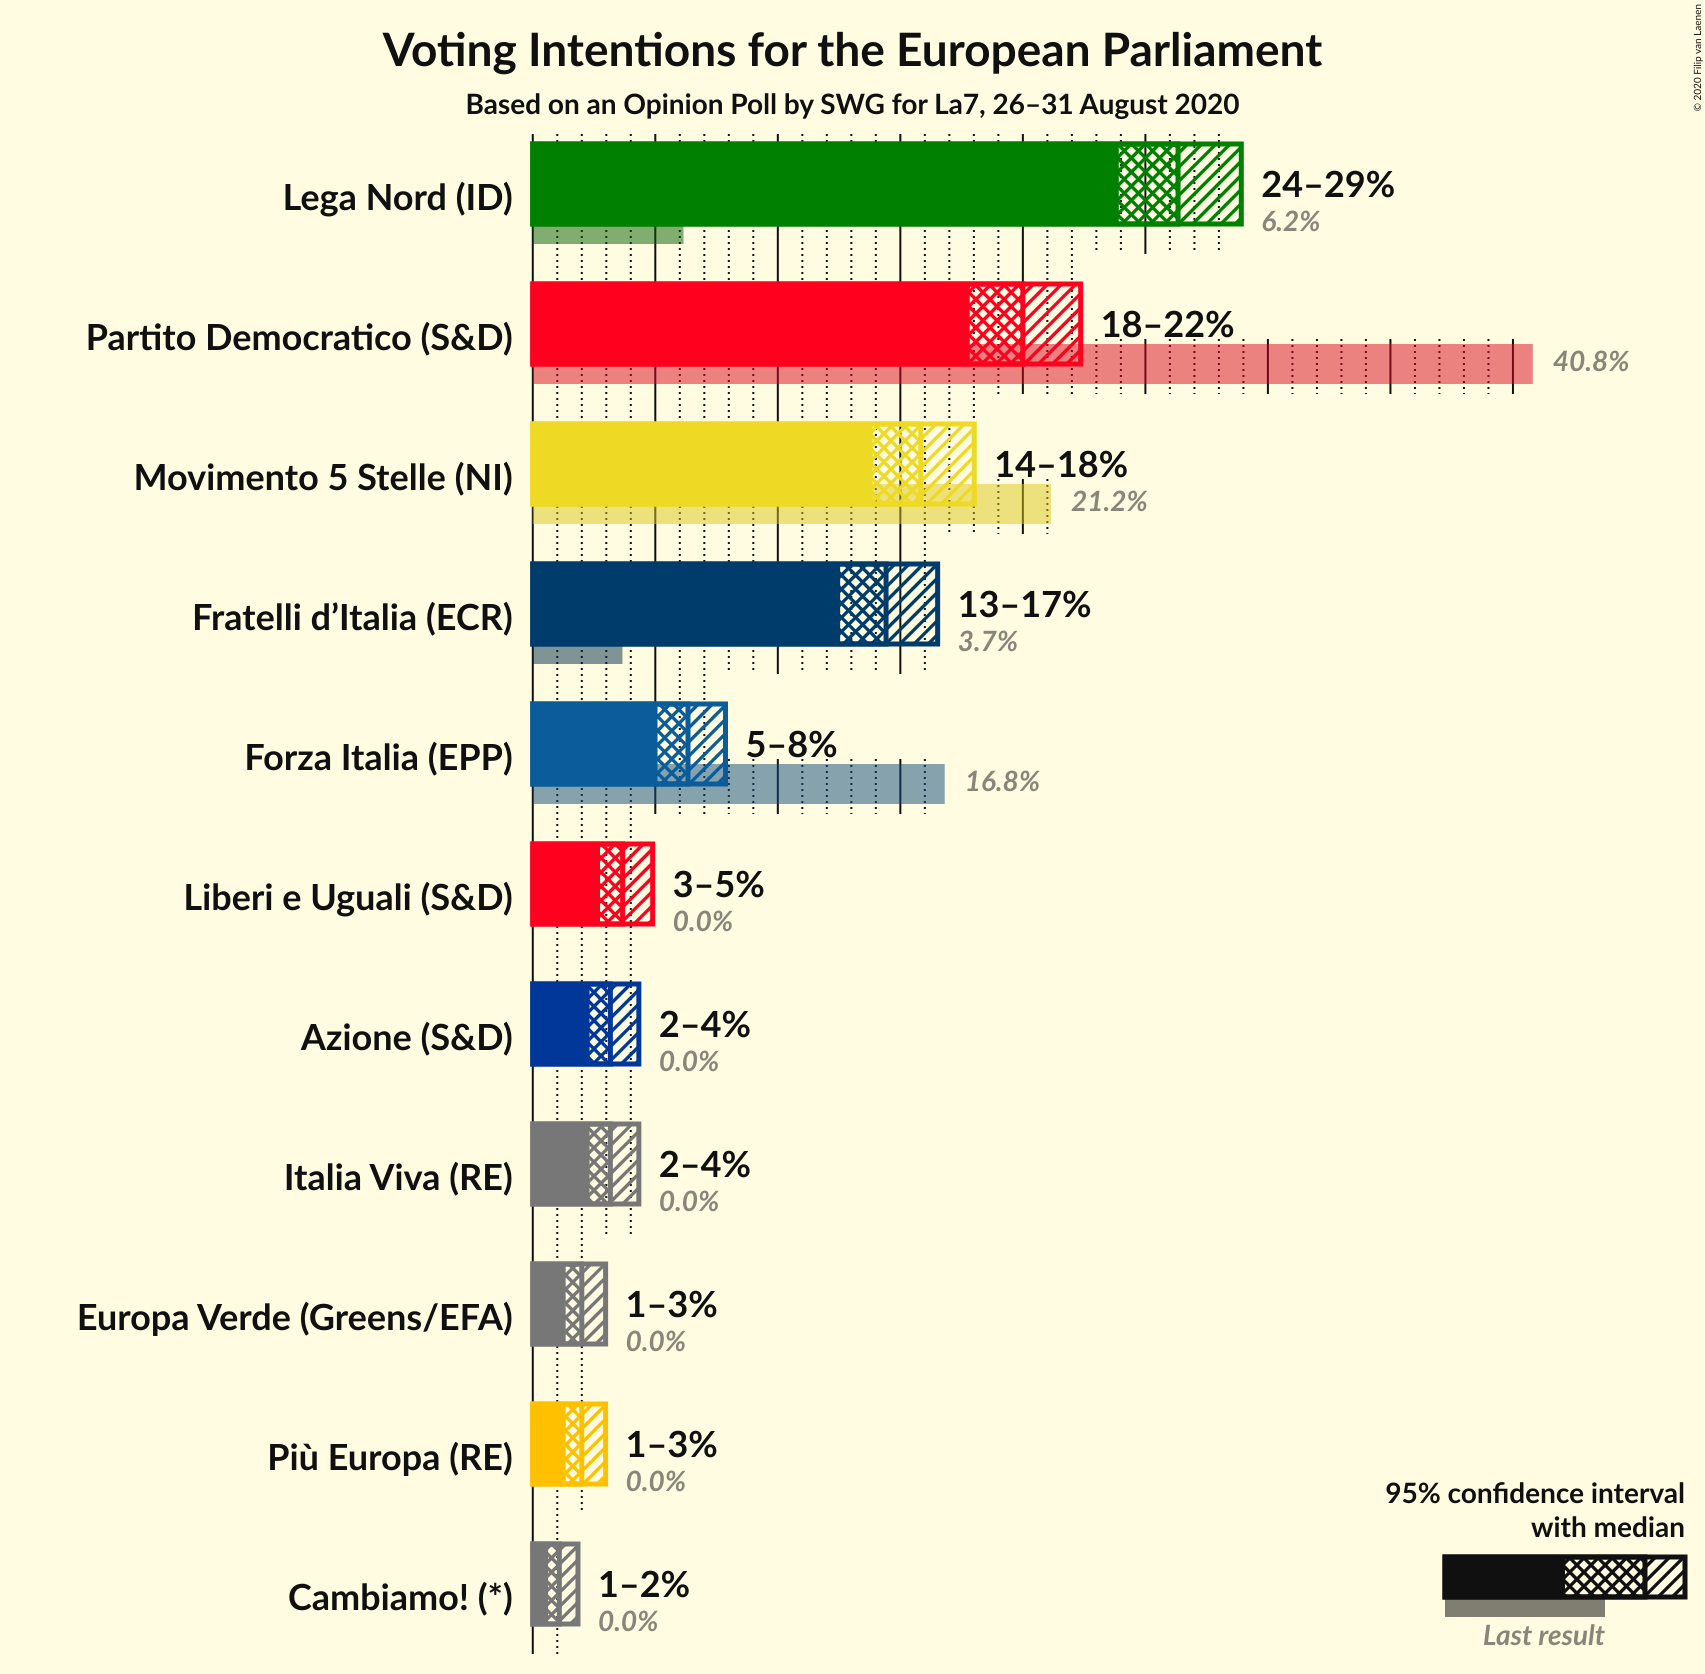 Voting Intentions for the European Parliament
Based on an Opinion Poll by SWG for La7, 26–31 August 2020
© 2020 Filip van Laenen
Lega Nord (ID)
24–29%
6.2%
Partito Democratico (S&D)
18–22%
40.8%
Movimento 5 Stelle (NI)
14–18%
21.2%
Fratelli d’Italia (ECR)
13–17%
3.7%
Forza Italia (EPP)
5–8%
16.8%
Liberi e Uguali (S&D)
3–5%
0.0%
Azione (S&D)
2–4%
0.0%
Italia Viva (RE)
2–4%
0.0%
Europa Verde (Greens/EFA)
1–3%
0.0%
Più Europa (RE)
1–3%
0.0%
Cambiamo! (*)
1–2%
0.0%
95% confidence interval
with median
Last result